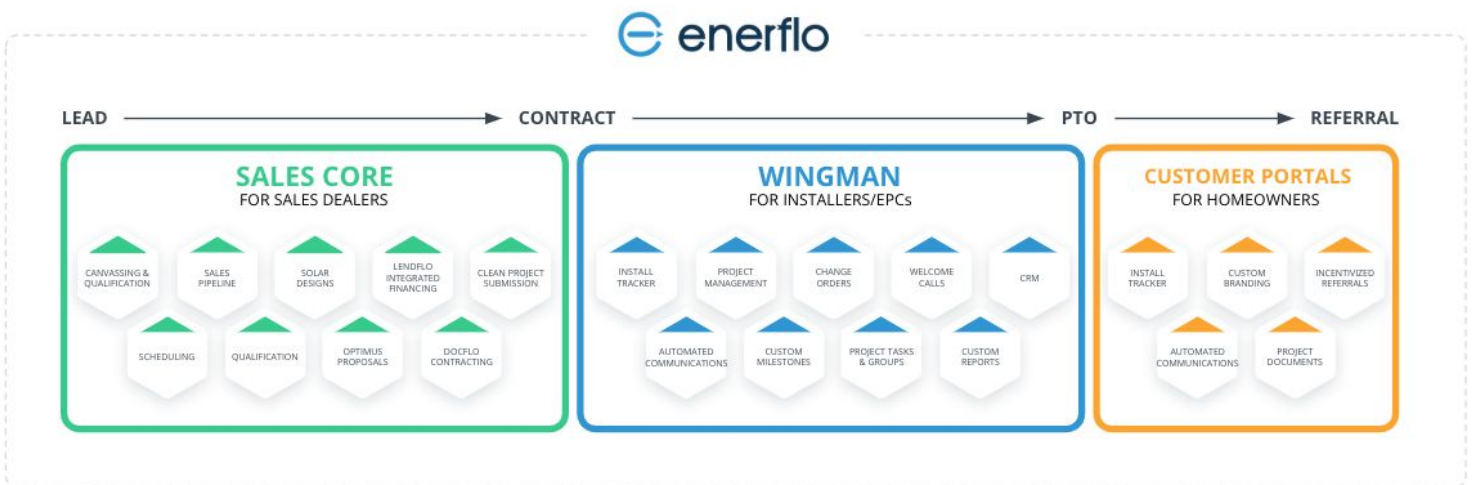 enerflo
LEAD
CONTRACT
PTO
REFERRAL
SALES CORE
FOR SALES DEALERS
CANVASSING &
QUALIFICATION
SALES
PIPELINE
SOLAR
DESIGNS
LENDFLO
INTEGRATED
FINANCING
CLEAN PROJECT
SUBMISSION
SCHEDULING
QUALIFICATION
OPTIMUS
PROPOSALS
DOCFLO
CONTRACTING
WINGMAN
FOR INSTALLERS/EPCs
INSTALL
TRACKER
PROJECT
MANAGEMENT
CHANGE
ORDERS
WELCOME
CALLS
CRM
AUTOMATED
COMMUNICATIONS
CUSTOM
MILESTONES
PROJECT TASKS
& GROUPS
CUSTOM
REPORTS
CUSTOMER PORTALS
FOR HOMEOWNERS
INSTALL
TRACKER
CUSTOM
BRANDING
INCENTIVIZED
REFERRALS
AUTOMATED
COMMUNICATIONS
PROJECT
DOCUMENTS